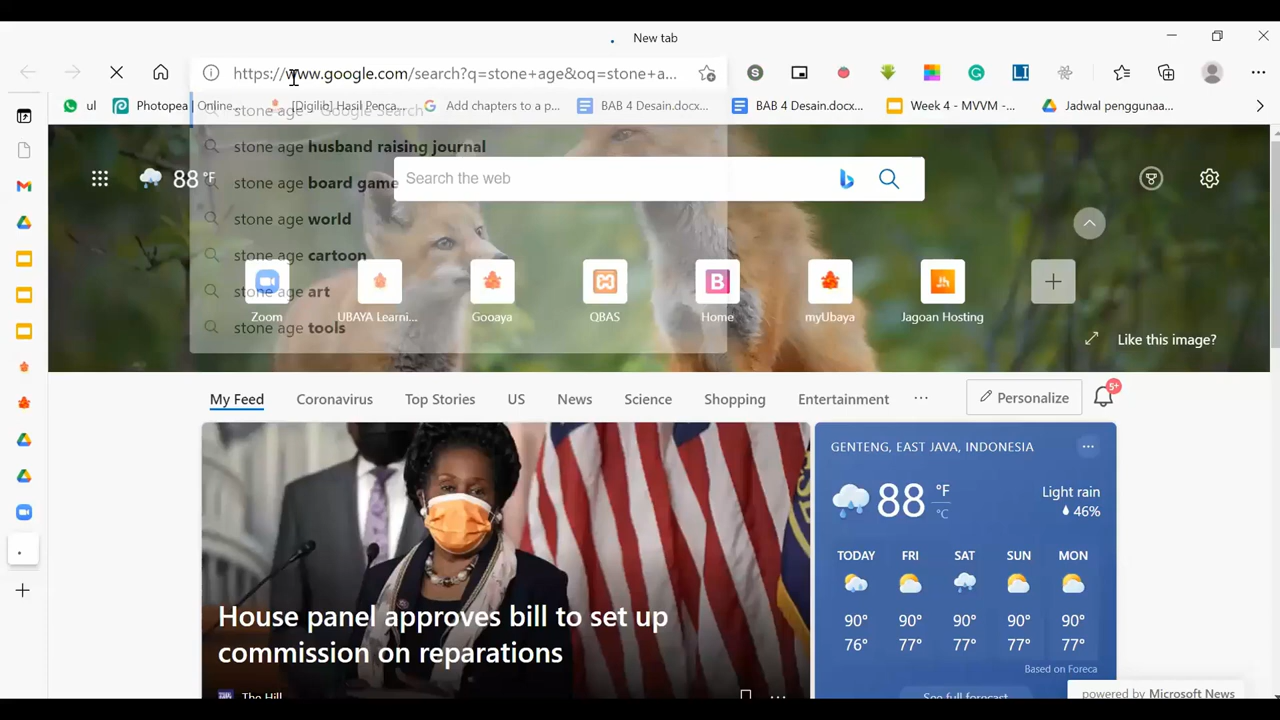 New tab
https://www.google.com/search?q=stone+age&oq=stone+a...
ul
Photopea | Online...
[Digilib] Hasil Penca...
Add chapters to a p...
BAB 4 Desain.docx...
BAB 4 Desain.docx...
Week 4 - MVVM -...
Jadwal penggunaa...
stone age - Google Search
stone age husband raising journal
stone age board game
stone age world
stone age cartoon
stone age art
stone age tools
88 °F
Search the web
Zoom
UBAYA Learni...
Gooaya
QBAS
Home
myUbaya
Jagoan Hosting
Like this image?
My Feed
Coronavirus
Top Stories
US
News
Science
Shopping
Entertainment
...
Personalize
5+
House panel approves bill to set up
commission on reparations
The Hill
GENTENG, EAST JAVA, INDONESIA
88 °F
°C
Light rain
46%
TODAY FRI SAT SUN MON
90° 90° 90° 90° 90°
76° 77° 77° 77° 77°
Based on Foreca
See full forecast
powered by Microsoft News